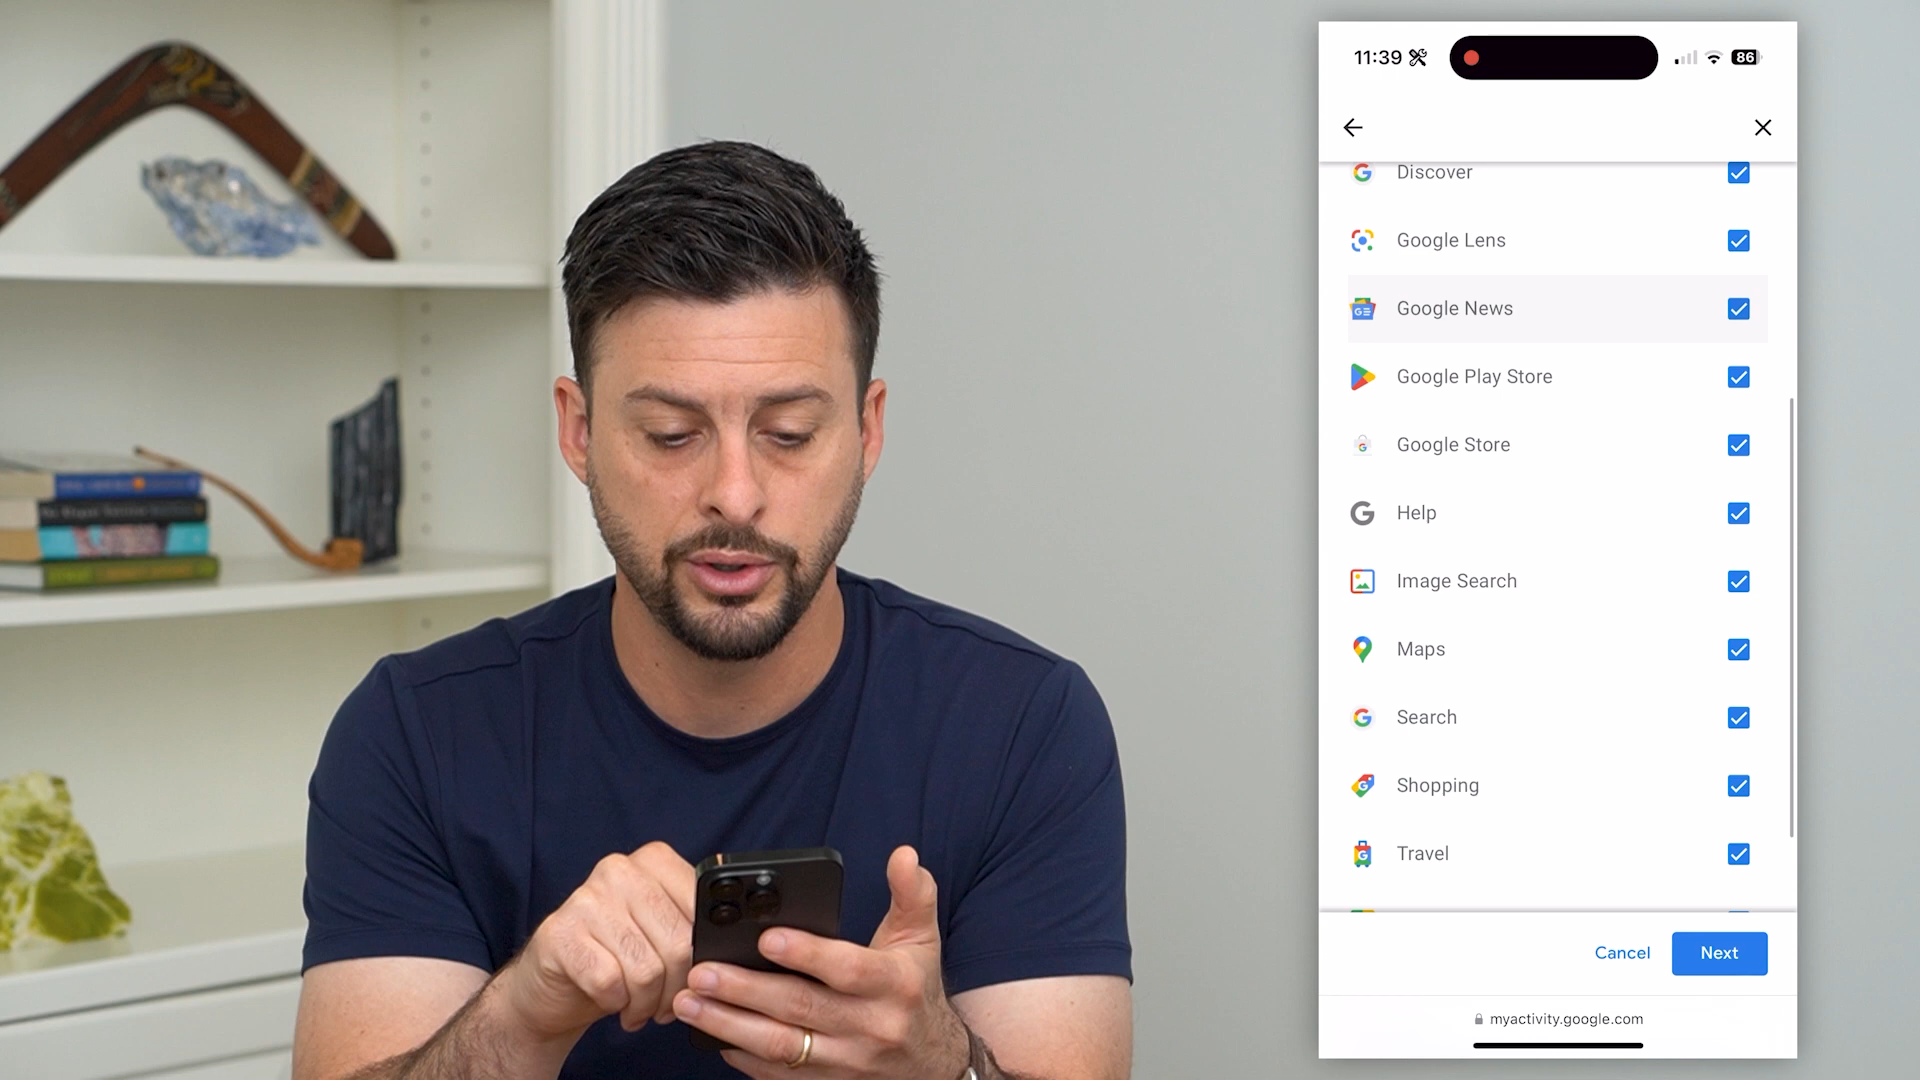 11:39
86
Discover
Google Lens
Google News
Google Play Store
Google Store
Help
Image Search
Maps
Search
Shopping
Travel
Cancel
Next
myactivity.google.com